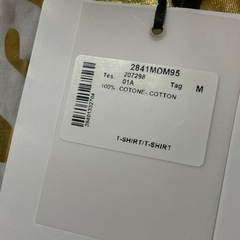 2841MDM95
Tes. 207298
01A Tag M
100% COTONE- COTTON
T-SHIRT/T-SHIRT